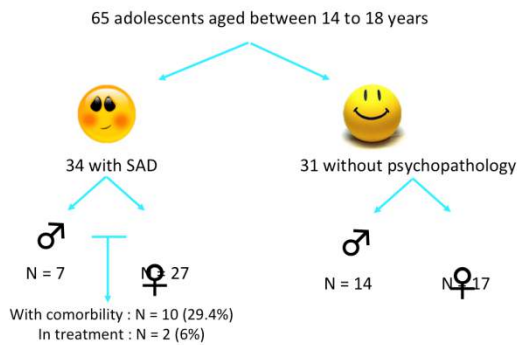 65 adolescents aged between 14 to 18 years
34 with SAD
31 without psychopathology
N = 7
N = 27
N = 14
N = 17
With comorbility : N = 10 (29.4%)
In treatment : N = 2 (6%)